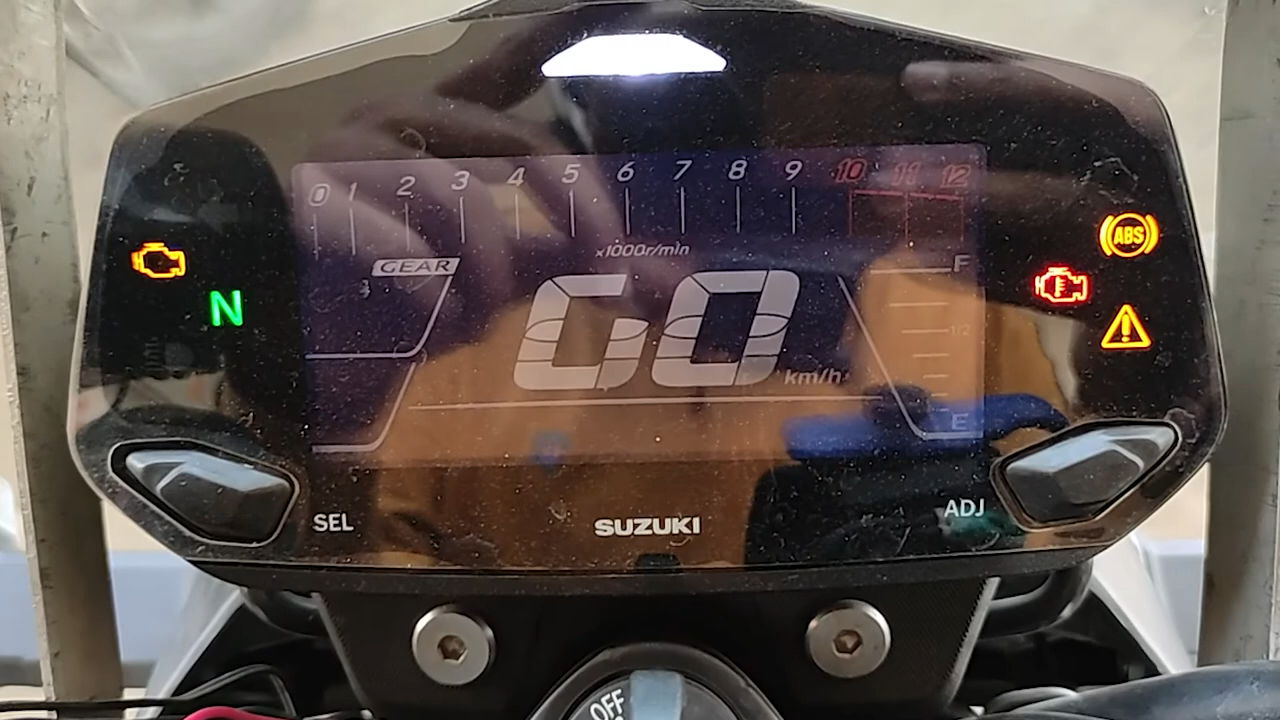 0 1 2 3 4 5 6 7 8 9 10 11 12
x1000r/min
GEAR
F
N
ABS
1/2
GO
km/h
E
SEL
SUZUKI
ADJ
OFF